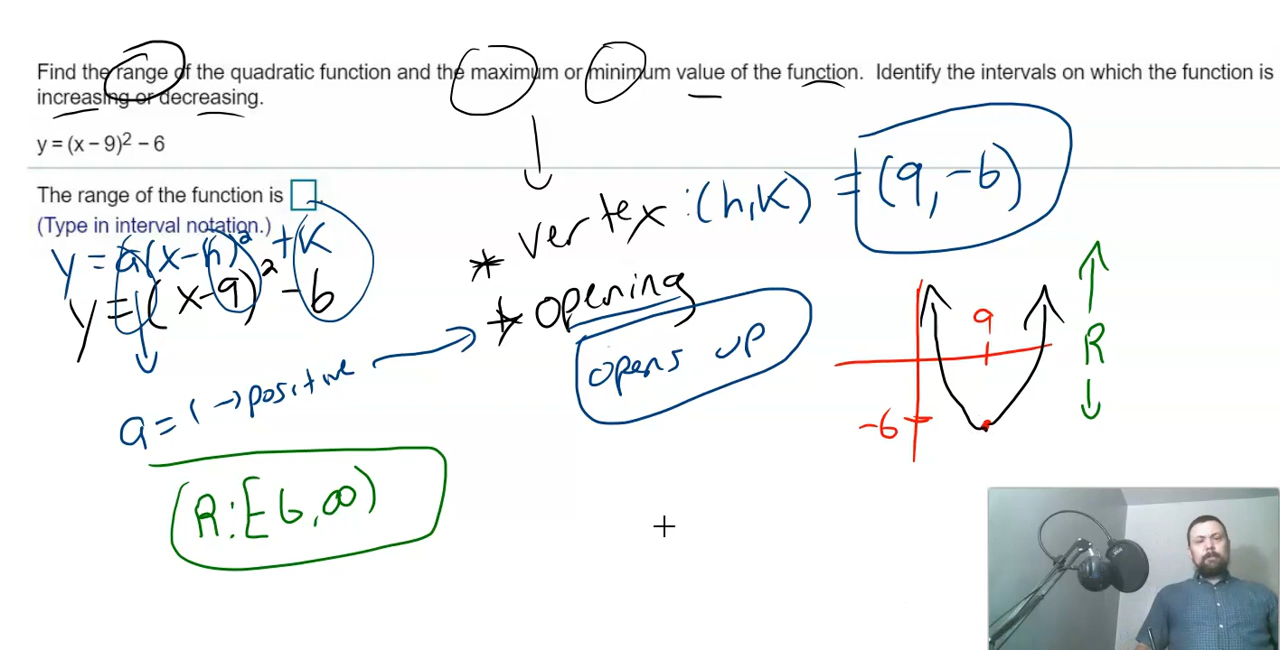 Find the range of the quadratic function and the maximum or minimum value of the function. Identify the intervals on which the function is
increasing or decreasing.
y = (x – 9)² – 6
The range of the function is
(Type in interval notation.)
y = a(x-h)² + k
y = 1(x-9)² - 6
a = 1 → positive
* vertex : (h,k) = (9,-6)
* opening
opens up
9
-6
R
R: [-6,∞)